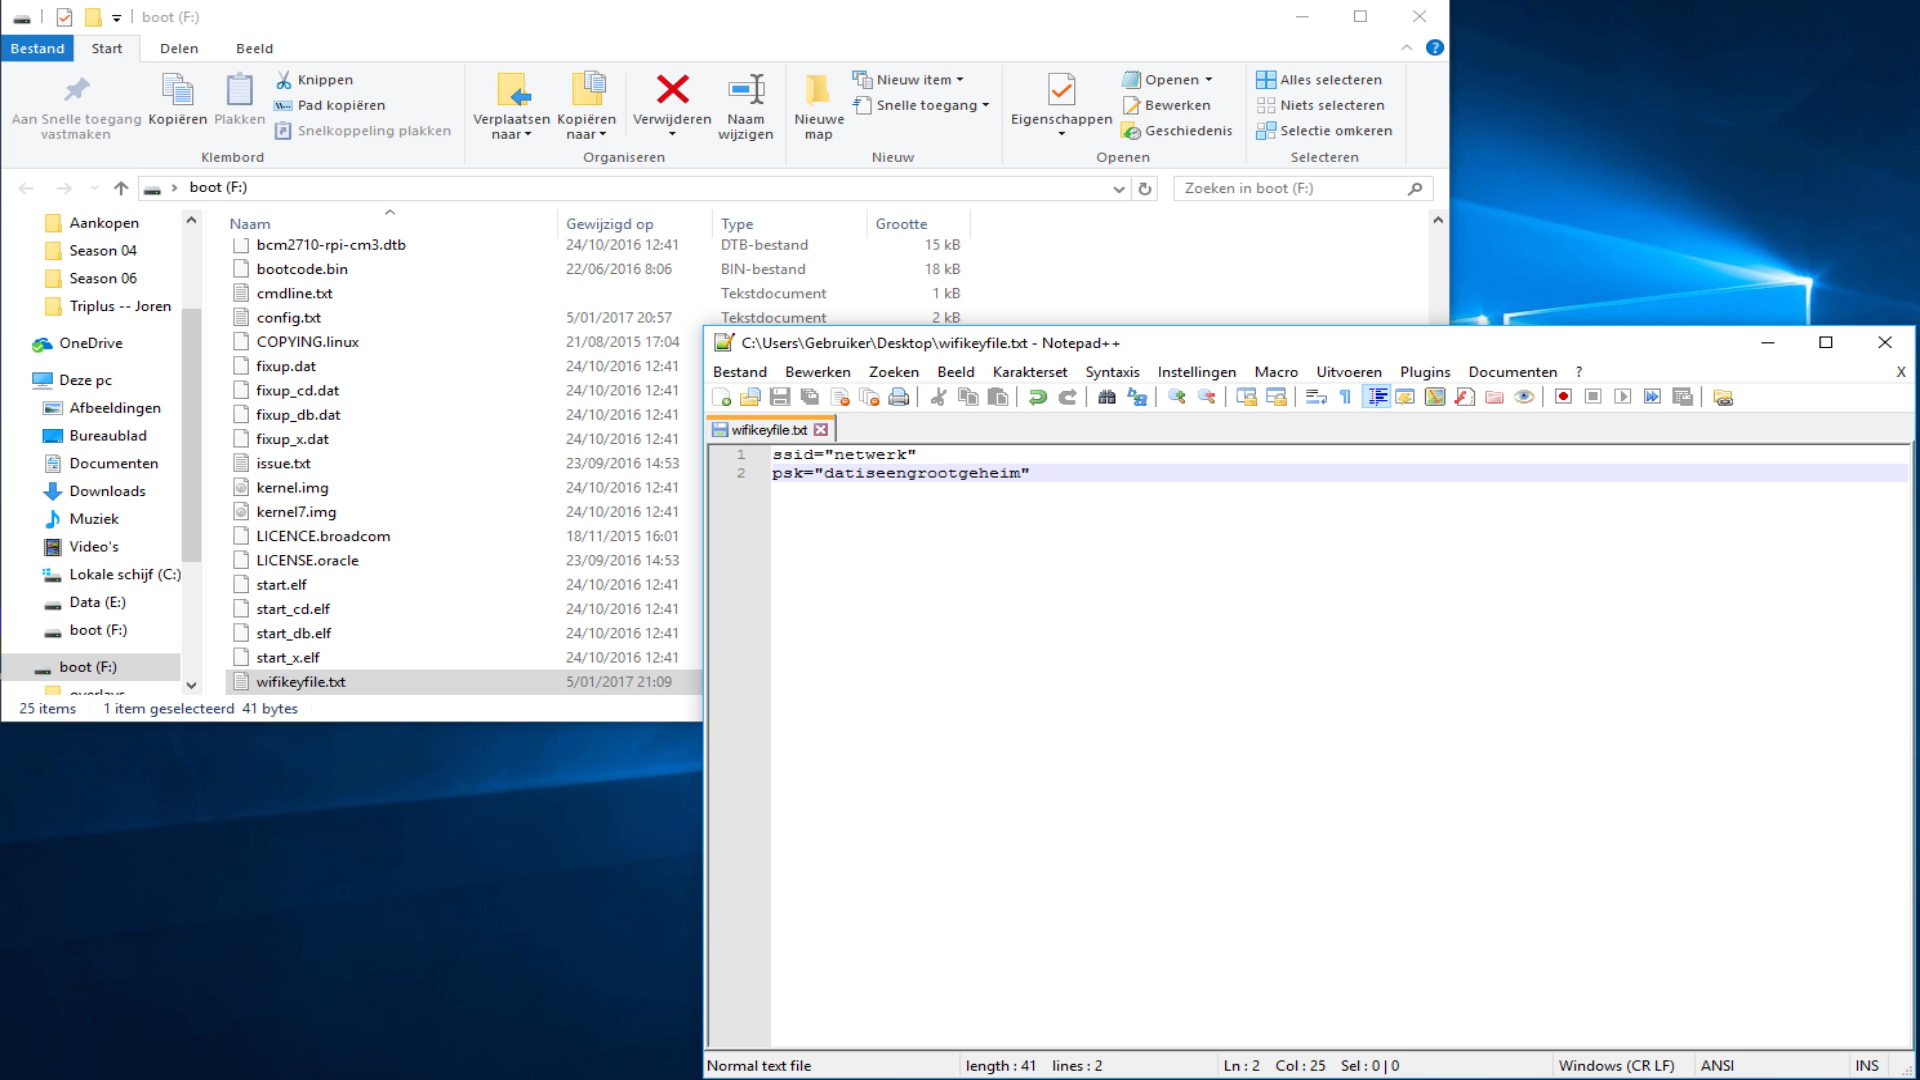 boot (F:)
Bestand Start Delen Beeld
Aan Snelle toegang vastmaken
Kopiëren
Plakken
Knippen
Pad kopiëren
Snelkoppeling plakken
Klembord
Verplaatsen naar
Kopiëren naar
Verwijderen
Naam wijzigen
Organiseren
Nieuwe map
Nieuw item
Snelle toegang
Nieuw
Eigenschappen
Openen
Bewerken
Geschiedenis
Openen
Alles selecteren
Niets selecteren
Selectie omkeren
Selecteren
boot (F:)
Zoeken in boot (F:)
Aankopen
Season 04
Season 06
Triplus -- Joren
OneDrive
Deze pc
Afbeeldingen
Bureaublad
Documenten
Downloads
Muziek
Video's
Lokale schijf (C:)
Data (E:)
boot (F:)
boot (F:)
overlays
Naam Gewijzigd op Type Grootte
bcm2710-rpi-cm3.dtb 24/10/2016 12:41 DTB-bestand 15 kB
bootcode.bin 22/06/2016 8:06 BIN-bestand 18 kB
cmdline.txt Tekstdocument 1 kB
config.txt 5/01/2017 20:57 Tekstdocument 2 kB
COPYING.linux 21/08/2015 17:04
fixup.dat 24/10/2016 12:41
fixup_cd.dat 24/10/2016 12:41
fixup_db.dat 24/10/2016 12:41
fixup_x.dat 24/10/2016 12:41
issue.txt 23/09/2016 14:53
kernel.img 24/10/2016 12:41
kernel7.img 24/10/2016 12:41
LICENCE.broadcom 18/11/2015 16:01
LICENSE.oracle 23/09/2016 14:53
start.elf 24/10/2016 12:41
start_cd.elf 24/10/2016 12:41
start_db.elf 24/10/2016 12:41
start_x.elf 24/10/2016 12:41
wifikeyfile.txt 5/01/2017 21:09
25 items 1 item geselecteerd 41 bytes
C:\Users\Gebruiker\Desktop\wifikeyfile.txt - Notepad++
Bestand Bewerken Zoeken Beeld Karakterset Syntaxis Instellingen Macro Uitvoeren Plugins Documenten ? X
wifikeyfile.txt
1 ssid="netwerk"
2 psk="datiseengrootgeheim"
Normal text file length : 41 lines : 2 Ln : 2 Col : 25 Sel : 0 | 0 Windows (CR LF) ANSI INS